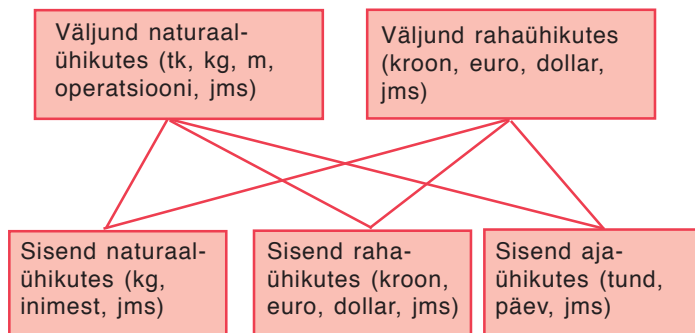 Väljund naturaal-
ühikutes (tk, kg, m,
operatsiooni, jms)
Väljund rahaühikutes
(kroon, euro, dollar,
jms)
Sisend naturaal-
ühikutes (kg,
inimest, jms)
Sisend raha-
ühikutes (kroon,
euro, dollar, jms)
Sisend aja-
ühikutes (tund,
päev, jms)